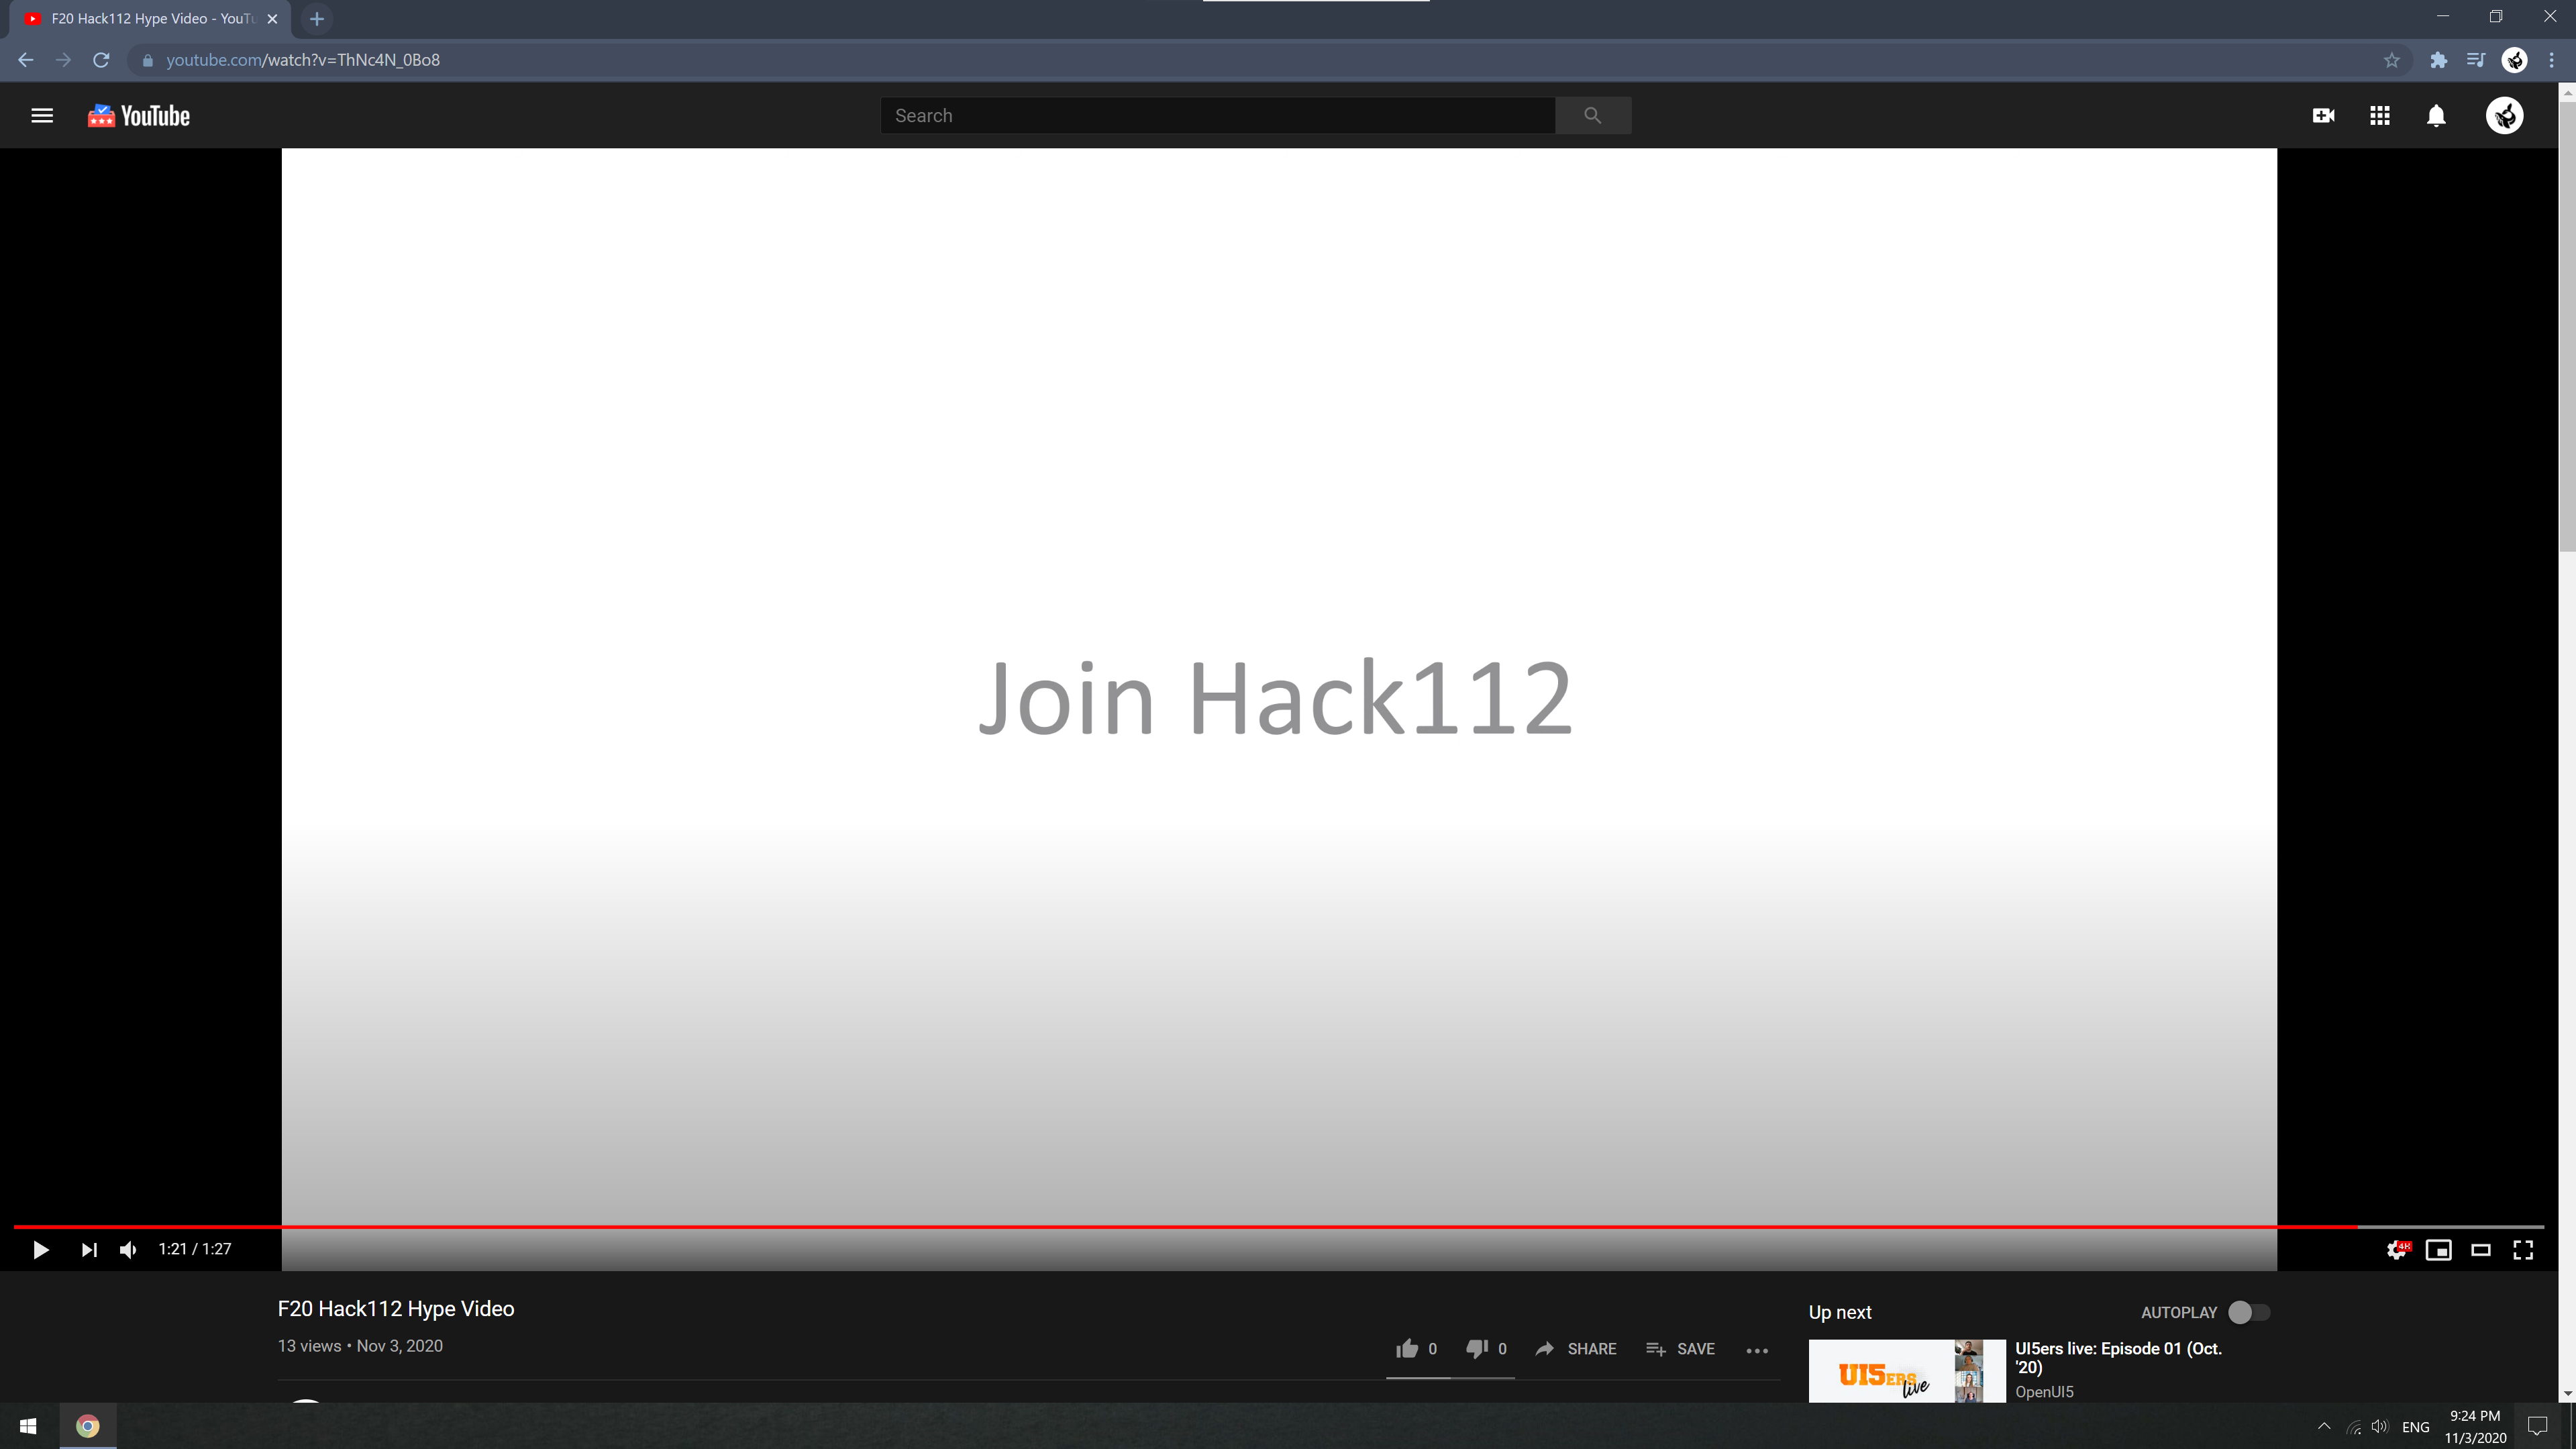 F20 Hack112 Hype Video - YouTu
youtube.com/watch?v=ThNc4N_0Bo8
YouTube
Search
Join Hack112
1:21 / 1:27
4K
F20 Hack112 Hype Video
13 views • Nov 3, 2020
0
0
SHARE
SAVE
Up next
AUTOPLAY
UI5ERS live
UI5ers live: Episode 01 (Oct.
'20)
OpenUI5
ENG
9:24 PM
11/3/2020